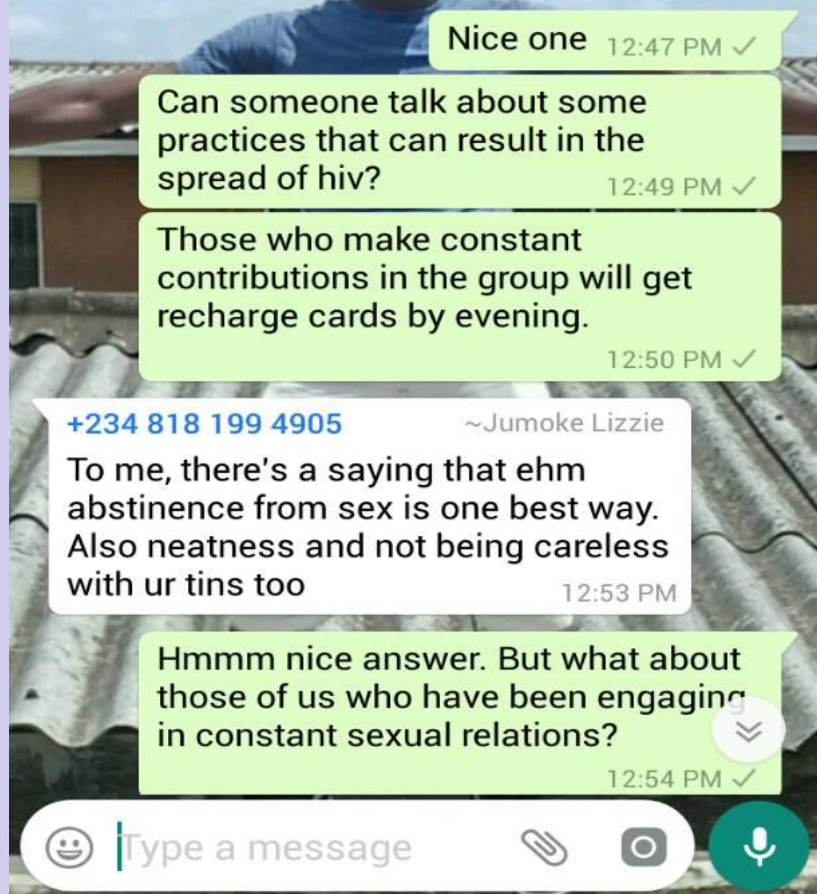 Nice one 12:47 PM
Can someone talk about some
practices that can result in the
spread of hiv?
12:49 PM
Those who make constant
contributions in the group will get
recharge cards by evening.
12:50 PM
+234 818 199 4905 ~Jumoke Lizzie
To me, there's a saying that ehm
abstinence from sex is one best way.
Also neatness and not being careless
with ur tins too 12:53 PM
Hmmm nice answer. But what about
those of us who have been engaging
in constant sexual relations?
12:54 PM
Type a message